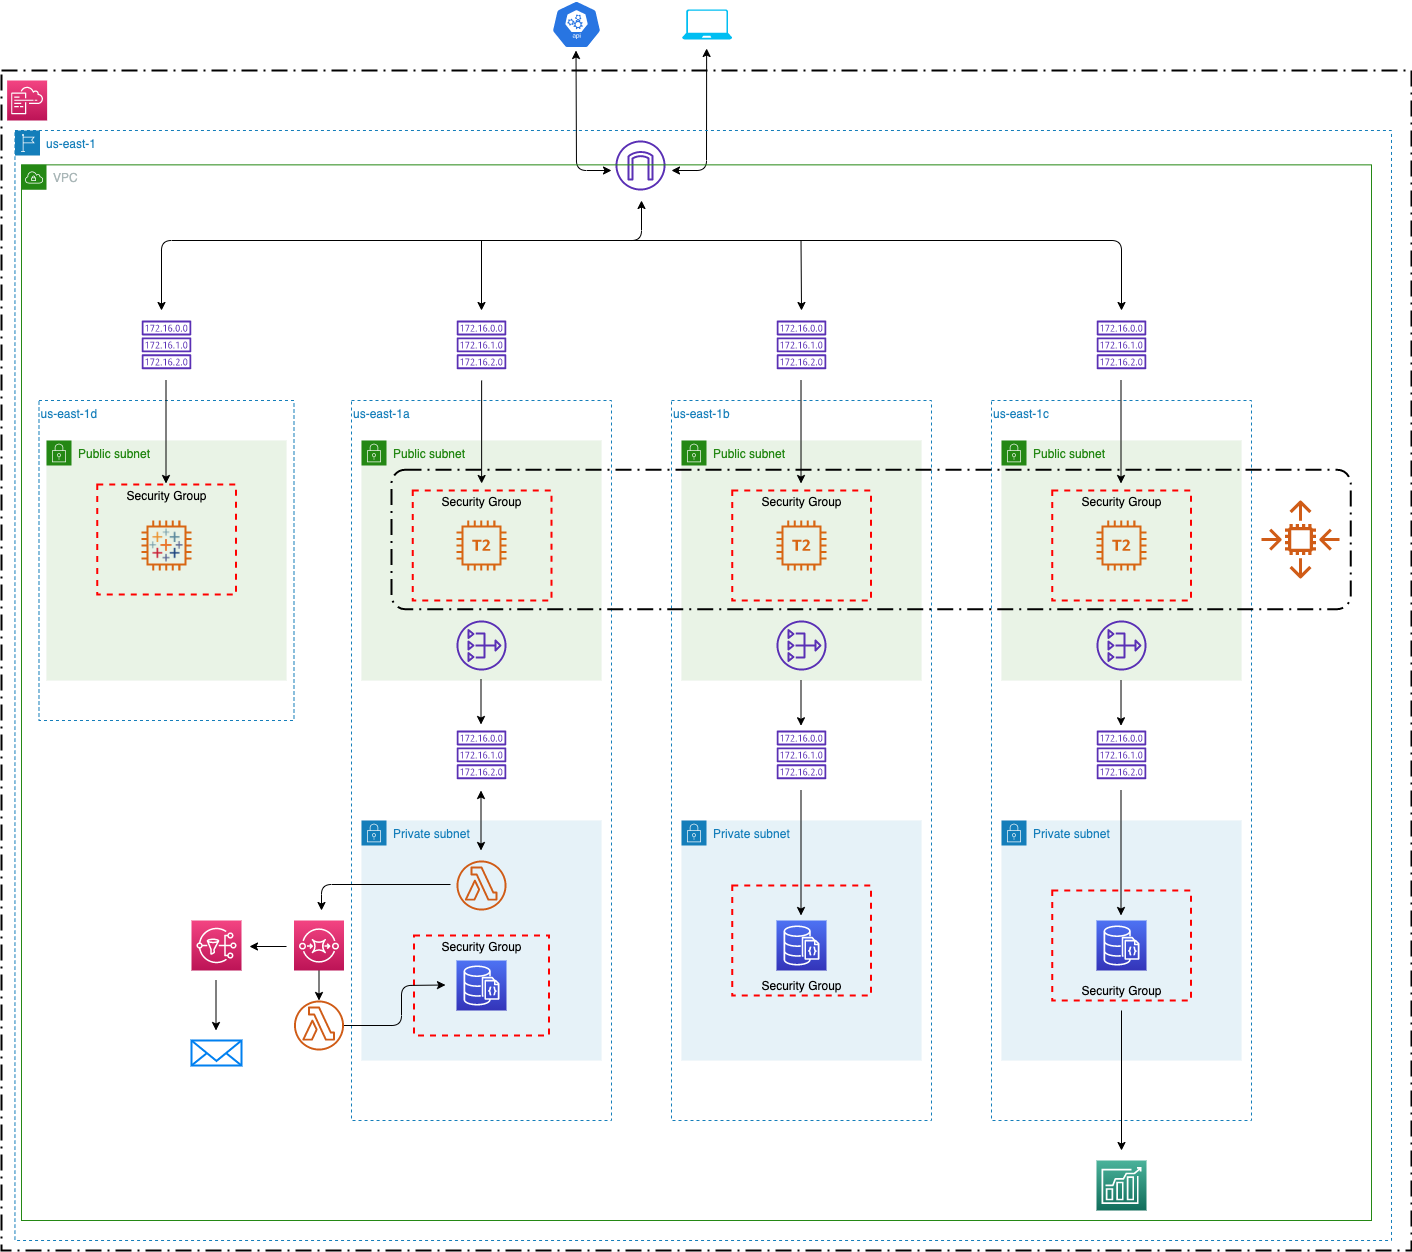 api
us-east-1
VPC
172.16.0.0
172.16.1.0
172.16.2.0
172.16.0.0
172.16.1.0
172.16.2.0
172.16.0.0
172.16.1.0
172.16.2.0
172.16.0.0
172.16.1.0
172.16.2.0
us-east-1d
Public subnet
Security Group
us-east-1a
Public subnet
Security Group
T2
us-east-1b
Public subnet
Security Group
T2
us-east-1c
Public subnet
Security Group
T2
172.16.0.0
172.16.1.0
172.16.2.0
172.16.0.0
172.16.1.0
172.16.2.0
172.16.0.0
172.16.1.0
172.16.2.0
Private subnet
Security Group
Private subnet
Security Group
Private subnet
Security Group